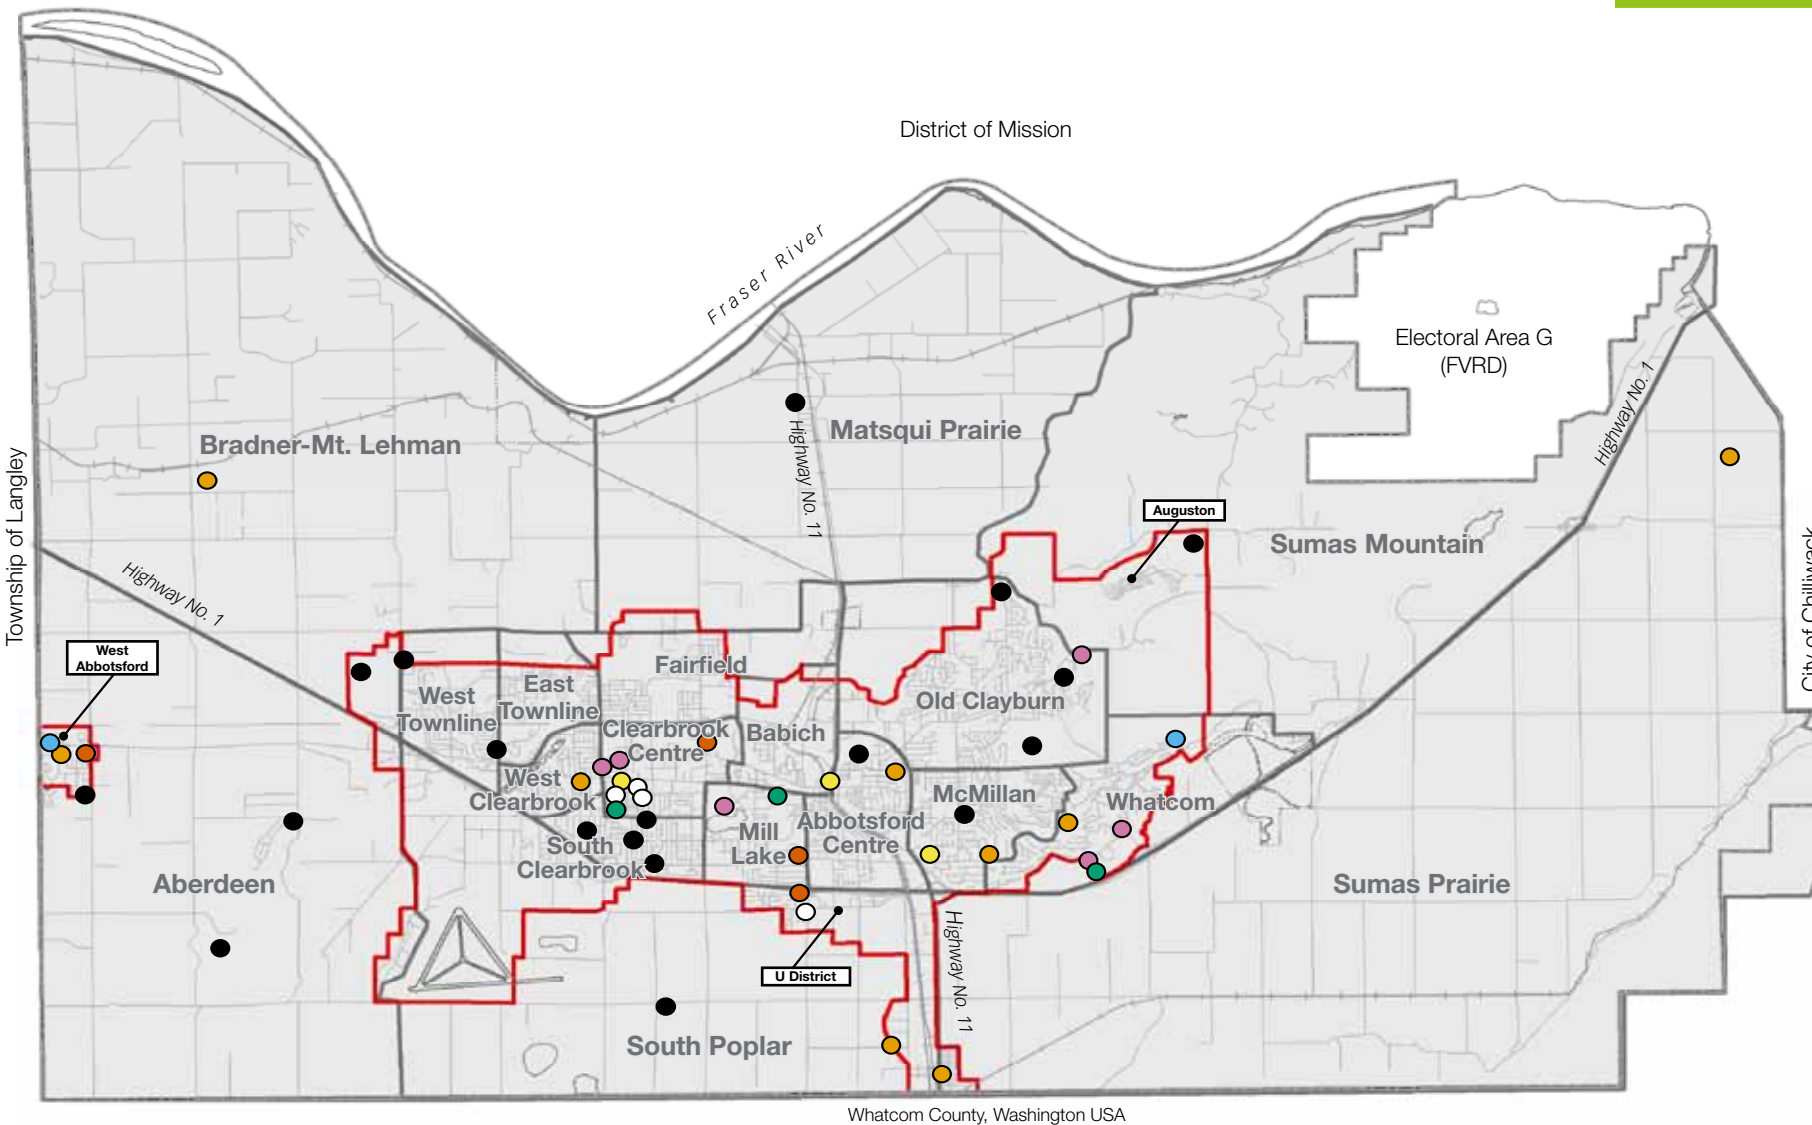 District of Mission
Fraser River
Electoral Area G
(FVRD)
Highway No. 1
Matsqui Prairie
Bradner-Mt. Lehman
Highway No. 11
Township of Langley
Auguston
Sumas Mountain
City of Chilliwack
Highway No. 1
West
Abbotsford
Fairfield
East
Townline
West
Townline
Old Clayburn
Clearbrook
Centre
Babich
West
Clearbrook
McMillan
Whatcom
Abbotsford
Centre
Mill
Lake
South
Clearbrook
Aberdeen
Sumas Prairie
Highway No. 11
U District
South Poplar
Whatcom County, Washington USA